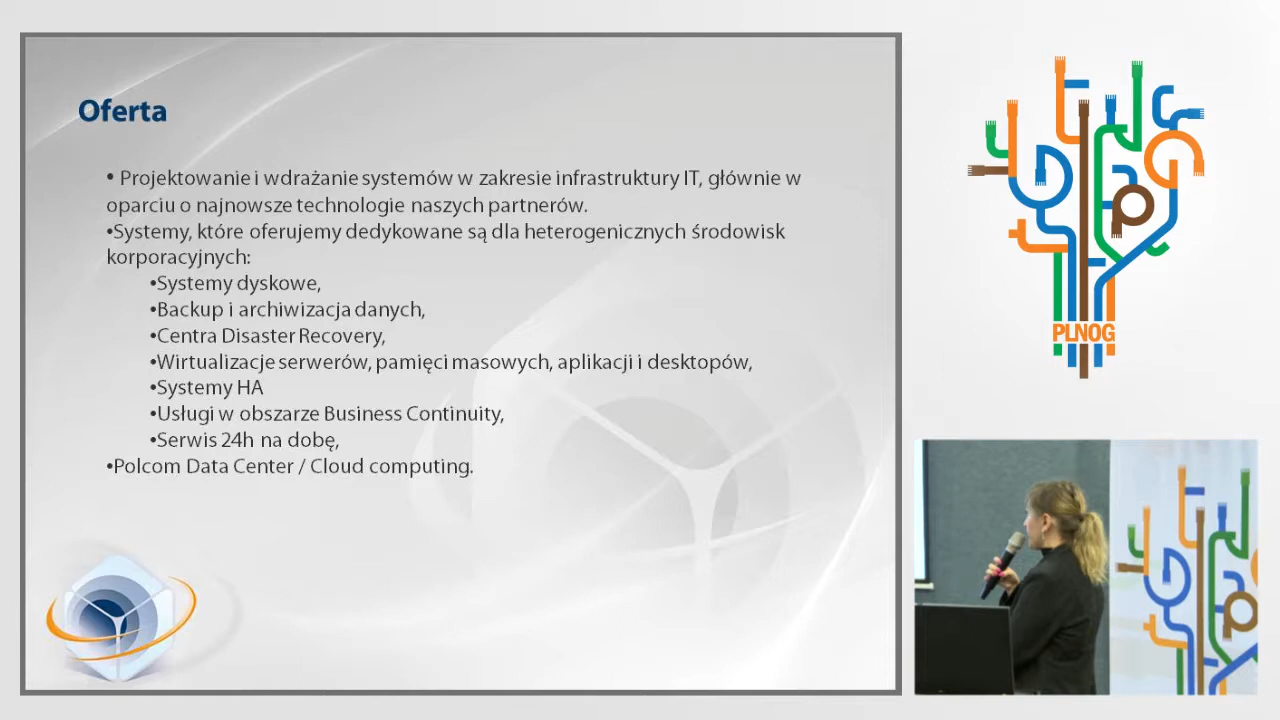 Oferta
• Projektowanie i wdrażanie systemów w zakresie infrastruktury IT, głównie w
oparciu o najnowsze technologie naszych partnerów.
•Systemy, które oferujemy dedykowane są dla heterogenicznych środowisk
korporacyjnych:
•Systemy dyskowe,
•Backup i archiwizacja danych,
•Centra Disaster Recovery,
•Wirtualizacje serwerów, pamięci masowych, aplikacji i desktopów,
•Systemy HA
•Usługi w obszarze Business Continuity,
•Serwis 24h na dobę,
•Polcom Data Center / Cloud computing.
PLNOG